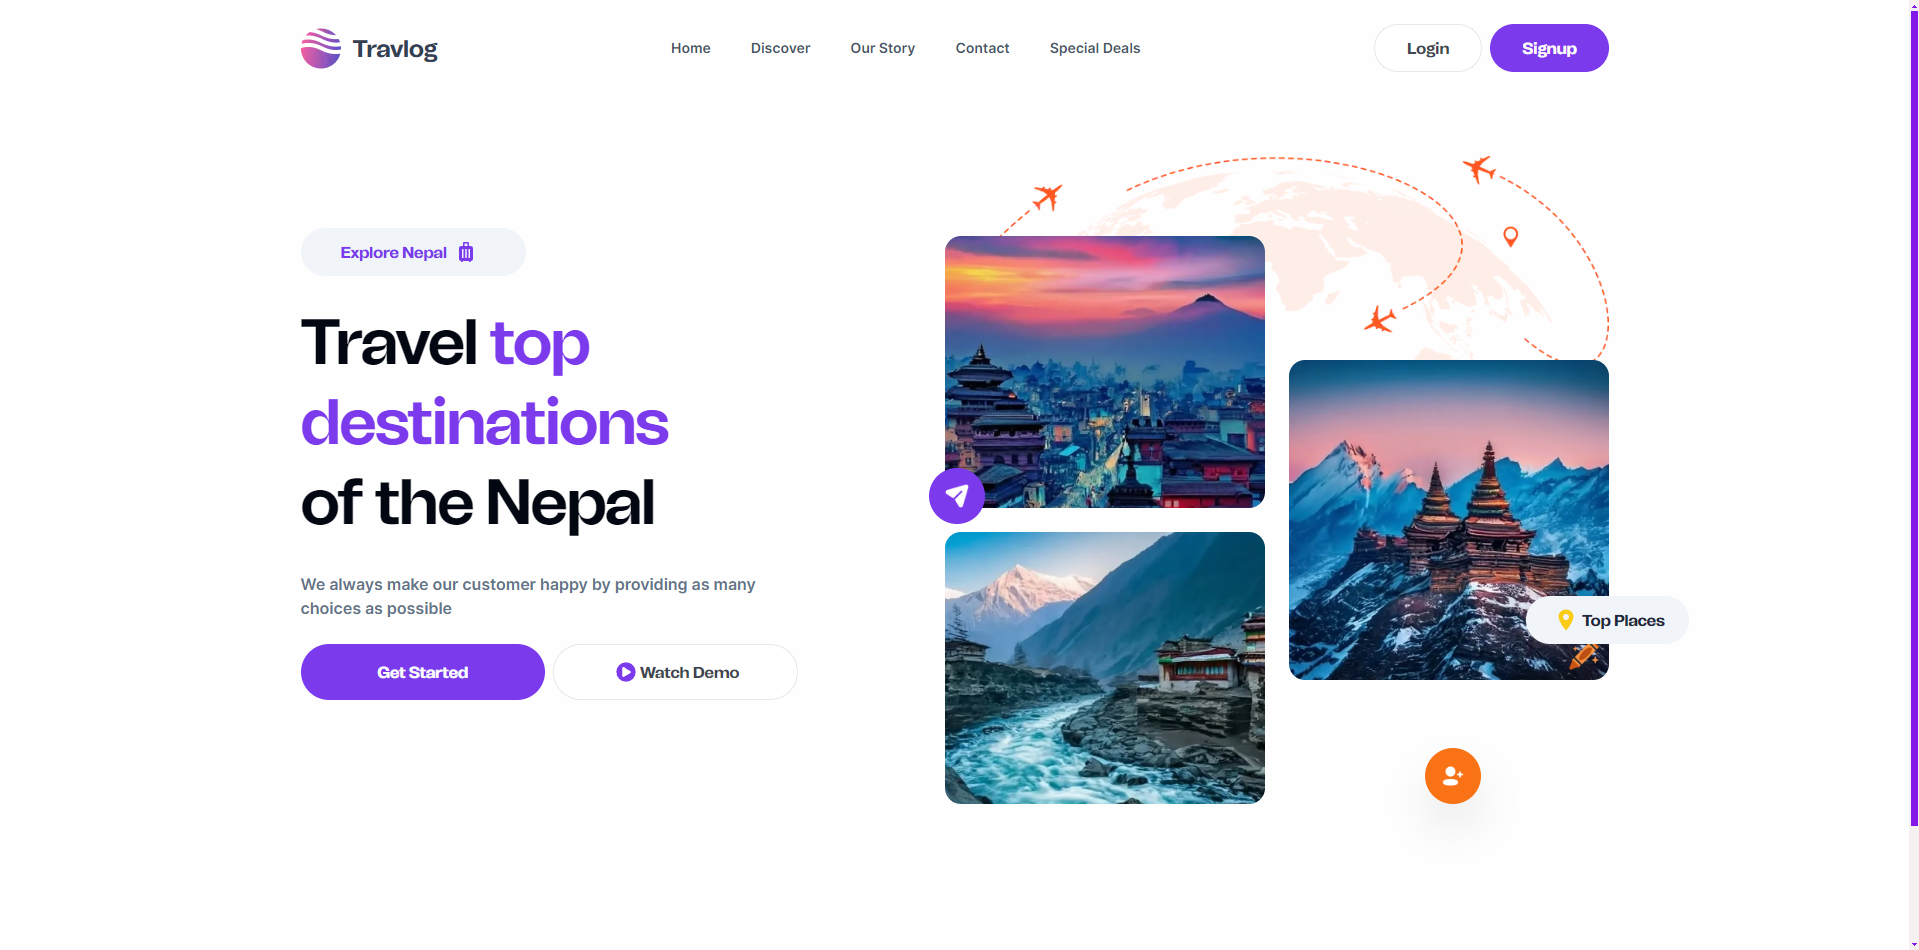 Travlog
Home
Discover
Our Story
Contact
Special Deals
Login
Signup
Explore Nepal
Travel top
destinations
of the Nepal
We always make our customer happy by providing as many
choices as possible
Get Started
Watch Demo
Top Places